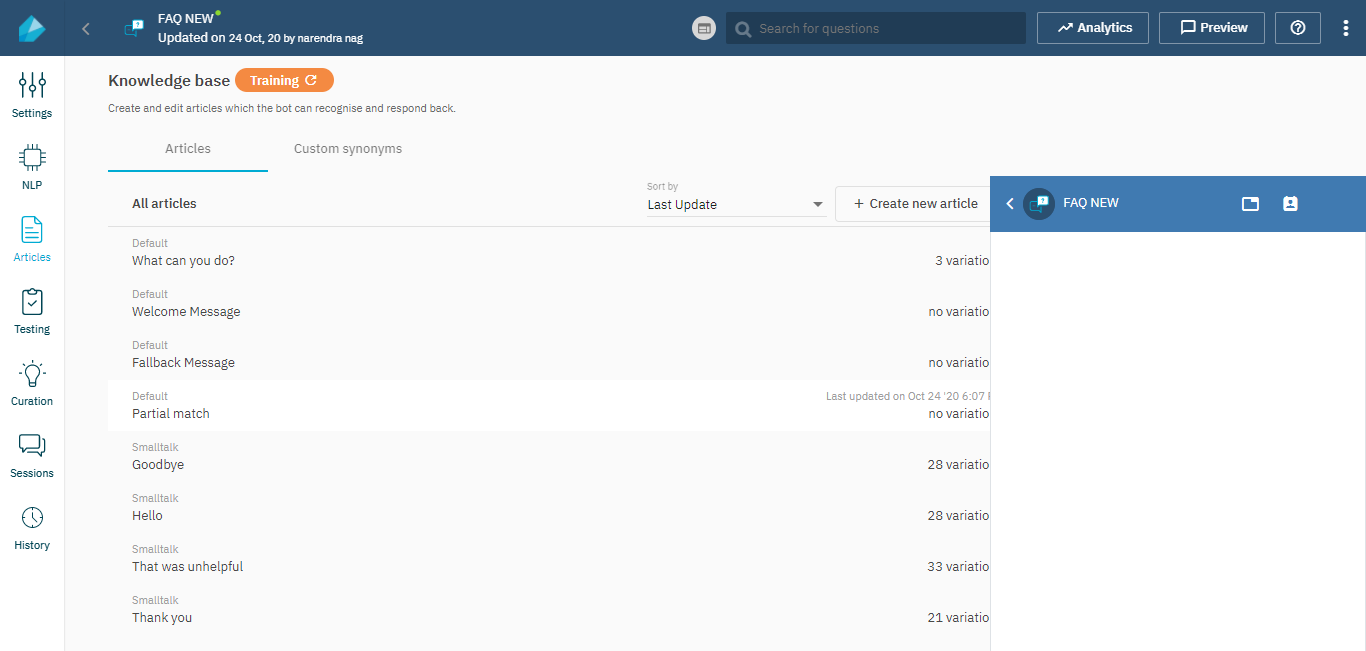 FAQ NEW
Updated on 24 Oct, 20 by narendra nag
Search for questions
Analytics
Preview
Settings
NLP
Articles
Testing
Curation
Sessions
History
Knowledge base
Training
Create and edit articles which the bot can recognise and respond back.
Articles
Custom synonyms
All articles
Sort by
Last Update
+ Create new article
Default
What can you do?
3 variatio
Default
Welcome Message
no variatio
Default
Fallback Message
no variatio
Default
Last updated on Oct 24 '20 6:07
Partial match
no variatio
Smalltalk
Goodbye
28 variatio
Smalltalk
Hello
28 variatio
Smalltalk
That was unhelpful
33 variatio
Smalltalk
Thank you
21 variatio
FAQ NEW